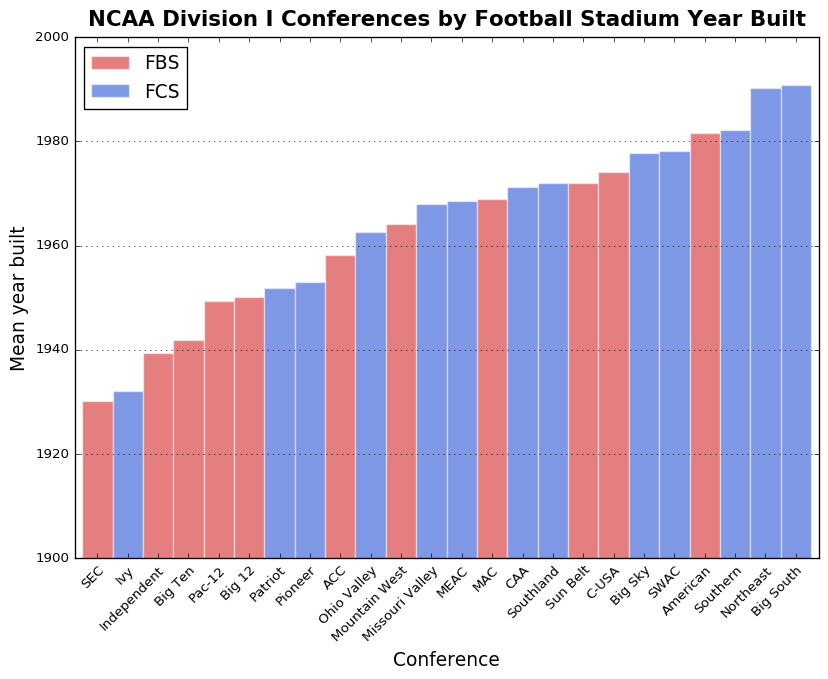 NCAA Division I Conferences by Football Stadium Year Built
FBS
FCS
Mean year built
2000
1980
1960
1940
1920
1900
SEC
Ivy
Independent
Big Ten
Pac-12
Big 12
Patriot
Pioneer
ACC
Ohio Valley
Mountain West
Missouri Valley
MEAC
MAC
CAA
Southland
Sun Belt
C-USA
Big Sky
SWAC
American
Southern
Northeast
Big South
Conference